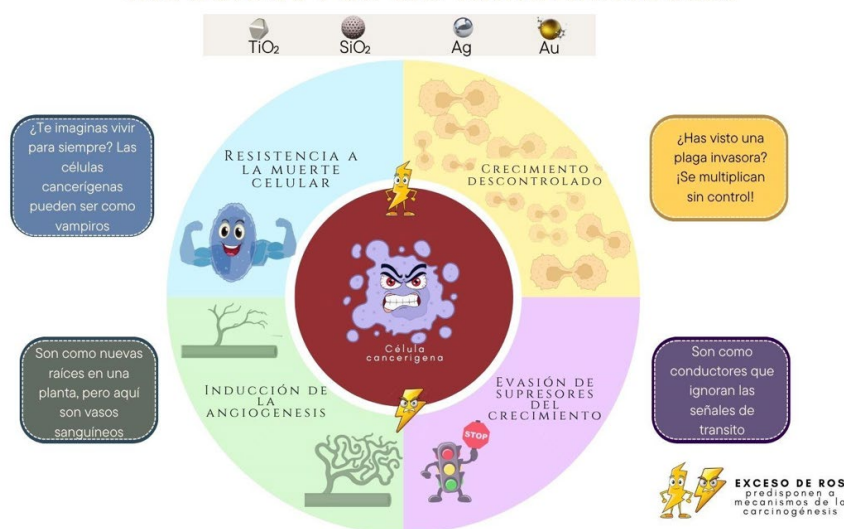 TiO₂ SiO₂ Ag Au
¿Te imaginas vivir
para siempre? Las
células
cancerígenas
pueden ser como
vampiros
RESISTENCIA A
LA MUERTE
CELULAR
CRECIMIENTO
DESCONTROLADO
¿Has visto una
plaga invasora?
¡Se multiplican
sin control!
Célula
cancerigena
Son como nuevas
raíces en una
planta, pero aquí
son vasos
sanguíneos
INDUCCIÓN DE
LA
ANGIOGENESIS
EVASIÓN DE
SUPRESORES
DEL
CRECIMIENTO
STOP
Son como
conductores que
ignoran las
señales de
transito
EXCESO DE ROS
predisponen a
mecanismos de la
carcinogénesis